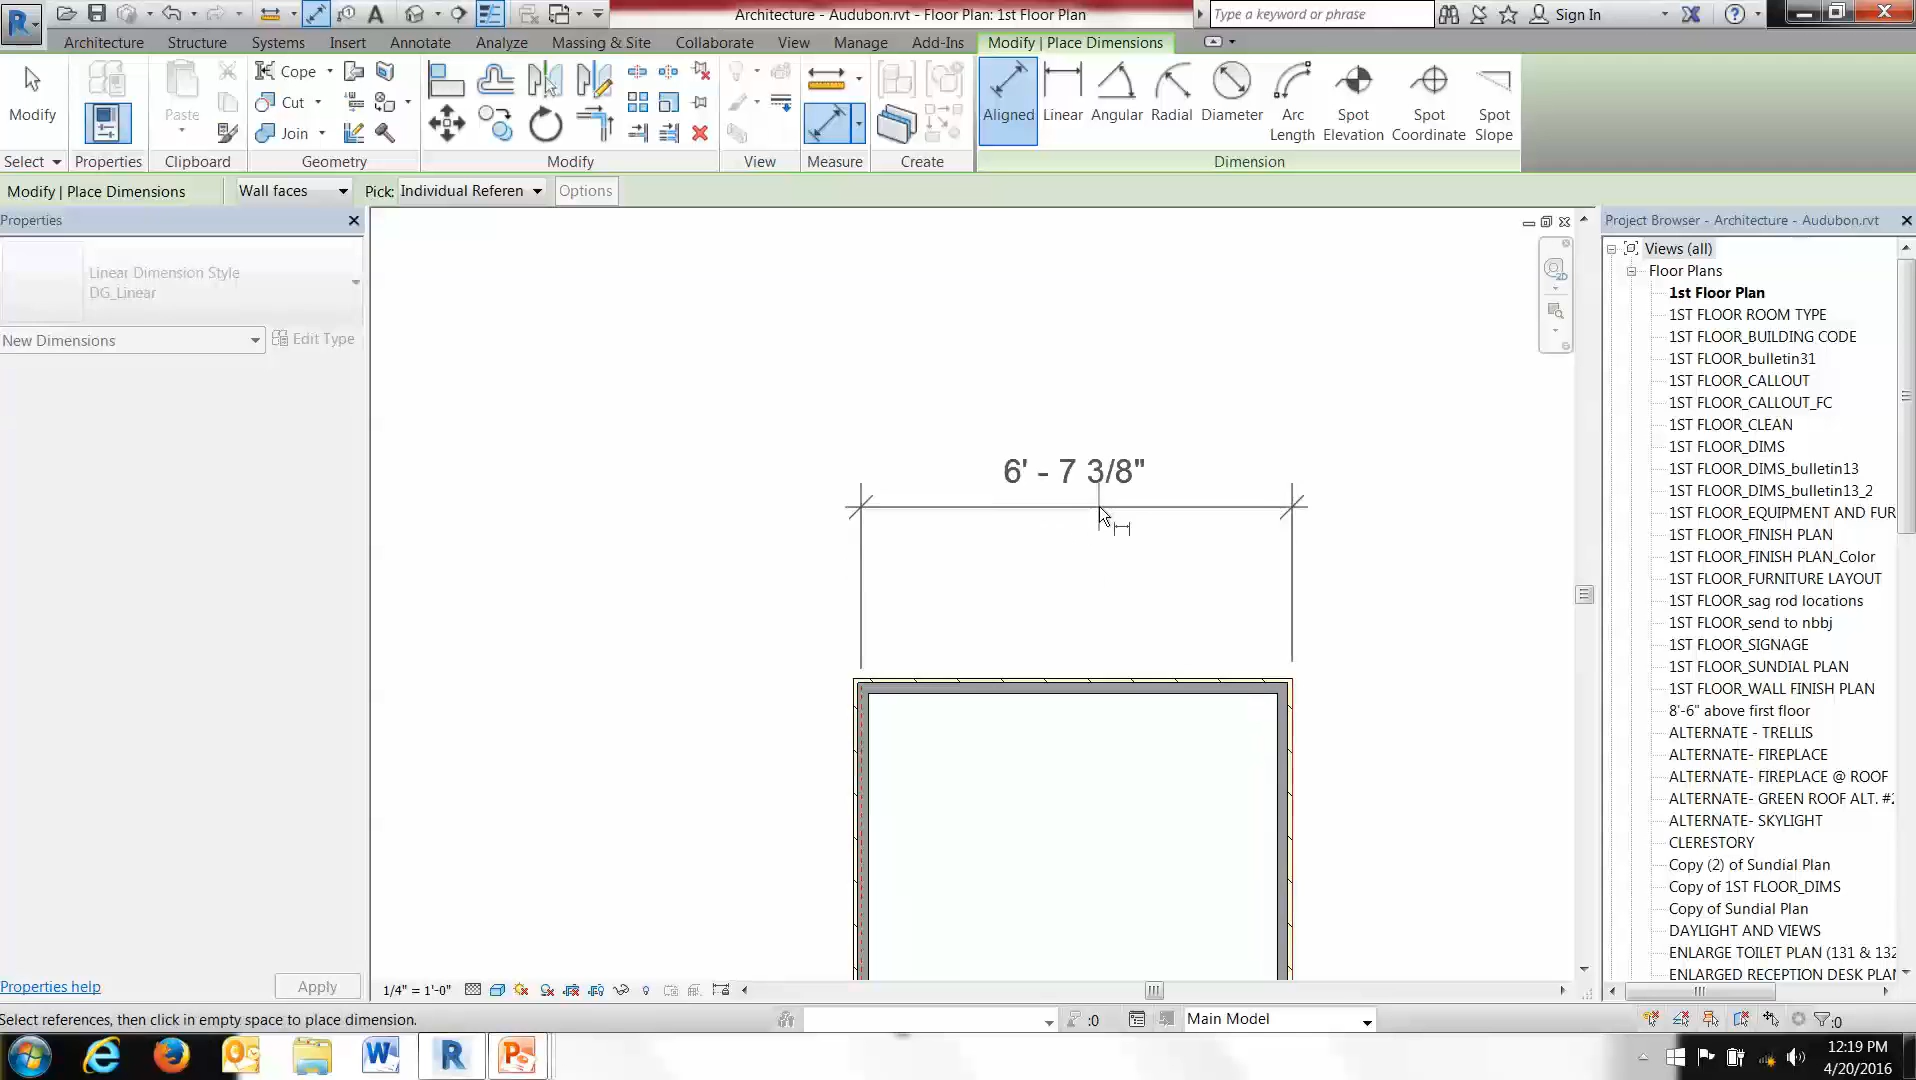 Architecture - Audubon.rvt - Floor Plan: 1st Floor Plan
Type a keyword or phrase
Sign In
Architecture Structure Systems Insert Annotate Analyze Massing & Site Collaborate View Manage Add-Ins Modify | Place Dimensions
Modify
Paste
Cope
Cut
Join
Aligned Linear Angular Radial Diameter Arc Length Spot Elevation Spot Coordinate Spot Slope
Select Properties Clipboard Geometry Modify View Measure Create Dimension
Modify | Place Dimensions Wall faces Pick: Individual Referen Options
Properties
Linear Dimension Style
DG_Linear
New Dimensions Edit Type
6' - 7 3/8"
Project Browser - Architecture - Audubon.rvt
Views (all)
Floor Plans
1st Floor Plan
1ST FLOOR ROOM TYPE
1ST FLOOR_BUILDING CODE
1ST FLOOR_bulletin31
1ST FLOOR_CALLOUT
1ST FLOOR_CALLOUT_FC
1ST FLOOR_CLEAN
1ST FLOOR_DIMS
1ST FLOOR_DIMS_bulletin13
1ST FLOOR_DIMS_bulletin13_2
1ST FLOOR_EQUIPMENT AND FUR
1ST FLOOR_FINISH PLAN
1ST FLOOR_FINISH PLAN_Color
1ST FLOOR_FURNITURE LAYOUT
1ST FLOOR_sag rod locations
1ST FLOOR_send to nbbj
1ST FLOOR_SIGNAGE
1ST FLOOR_SUNDIAL PLAN
1ST FLOOR_WALL FINISH PLAN
8'-6" above first floor
ALTERNATE - TRELLIS
ALTERNATE- FIREPLACE
ALTERNATE- FIREPLACE @ ROOF
ALTERNATE- GREEN ROOF ALT. #2
ALTERNATE- SKYLIGHT
CLERESTORY
Copy (2) of Sundial Plan
Copy of 1ST FLOOR_DIMS
Copy of Sundial Plan
DAYLIGHT AND VIEWS
ENLARGE TOILET PLAN (131 & 132
ENLARGED RECEPTION DESK PLAN
Properties help Apply
1/4" = 1'-0"
Select references, then click in empty space to place dimension.
:0
Main Model
:0
12:19 PM
4/20/2016